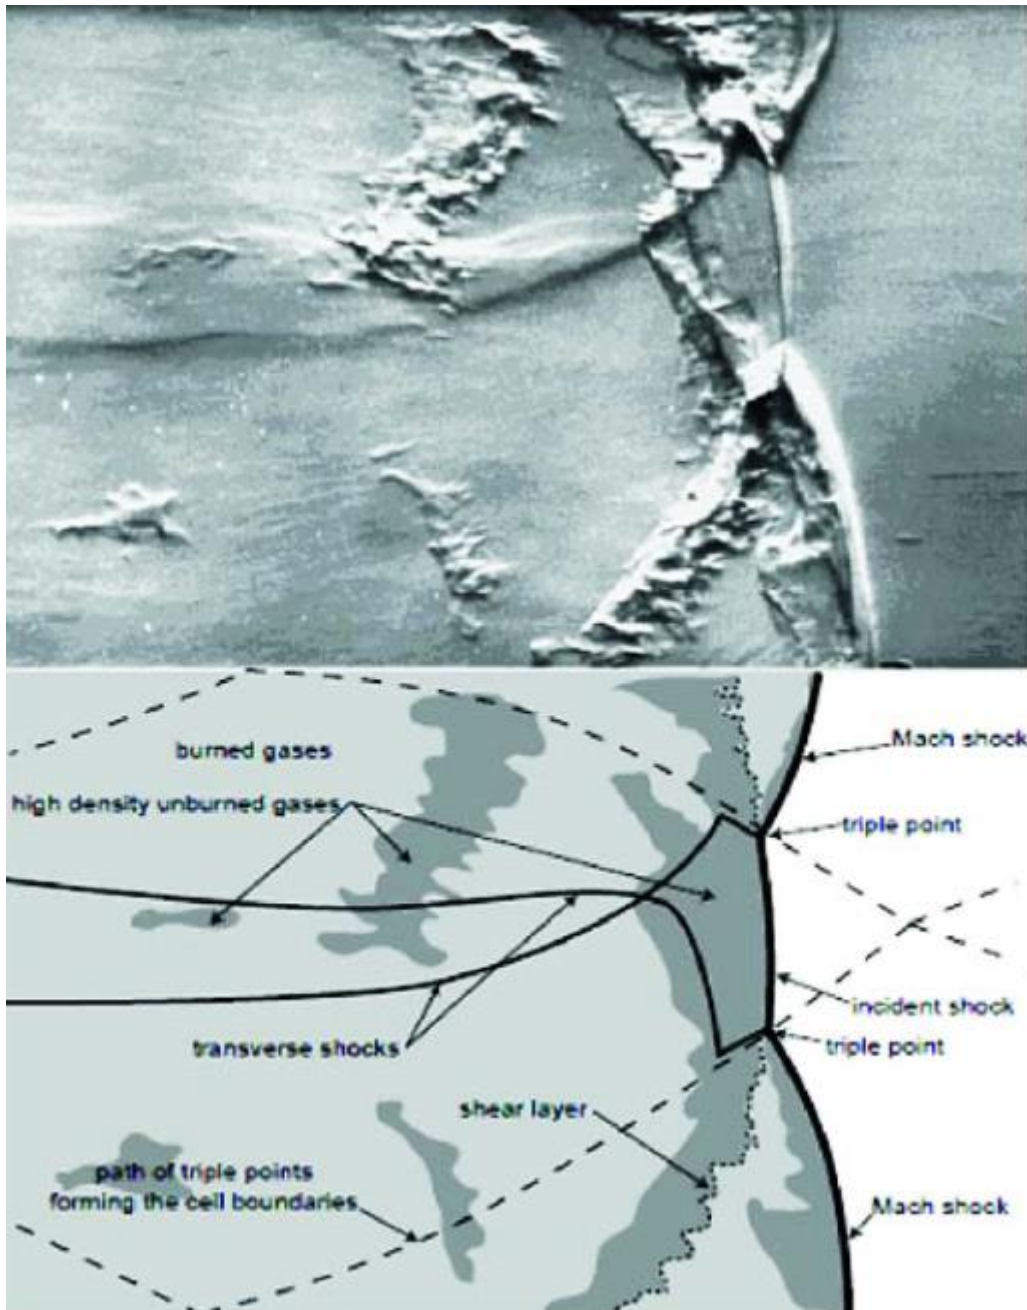 Mach shock
burned gases
high density unburned gases
triple point
incident shock
transverse shocks
triple point
shear layer
path of triple points
forming the cell boundaries
Mach shock